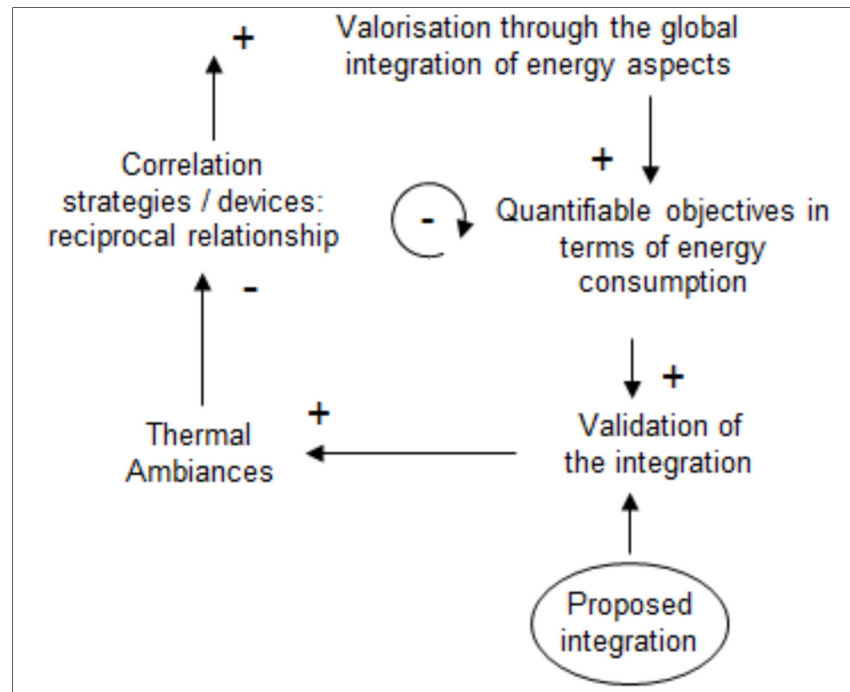 +
Valorisation through the global
integration of energy aspects
Correlation
strategies / devices:
reciprocal relationship
-
+
Quantifiable objectives in
terms of energy
consumption
-
+
+
Thermal
Ambiances
Validation of
the integration
Proposed
integration